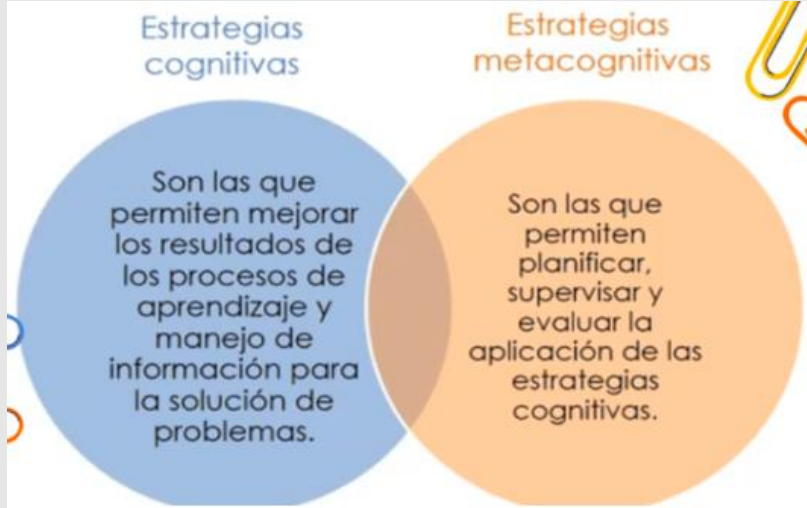 Estrategias
cognitivas
Estrategias
metacognitivas
Son las que
permiten mejorar
los resultados de
los procesos de
aprendizaje y
manejo de
información para
la solución de
problemas.
Son las que
permiten
planificar,
supervisar y
evaluar la
aplicación de las
estrategias
cognitivas.